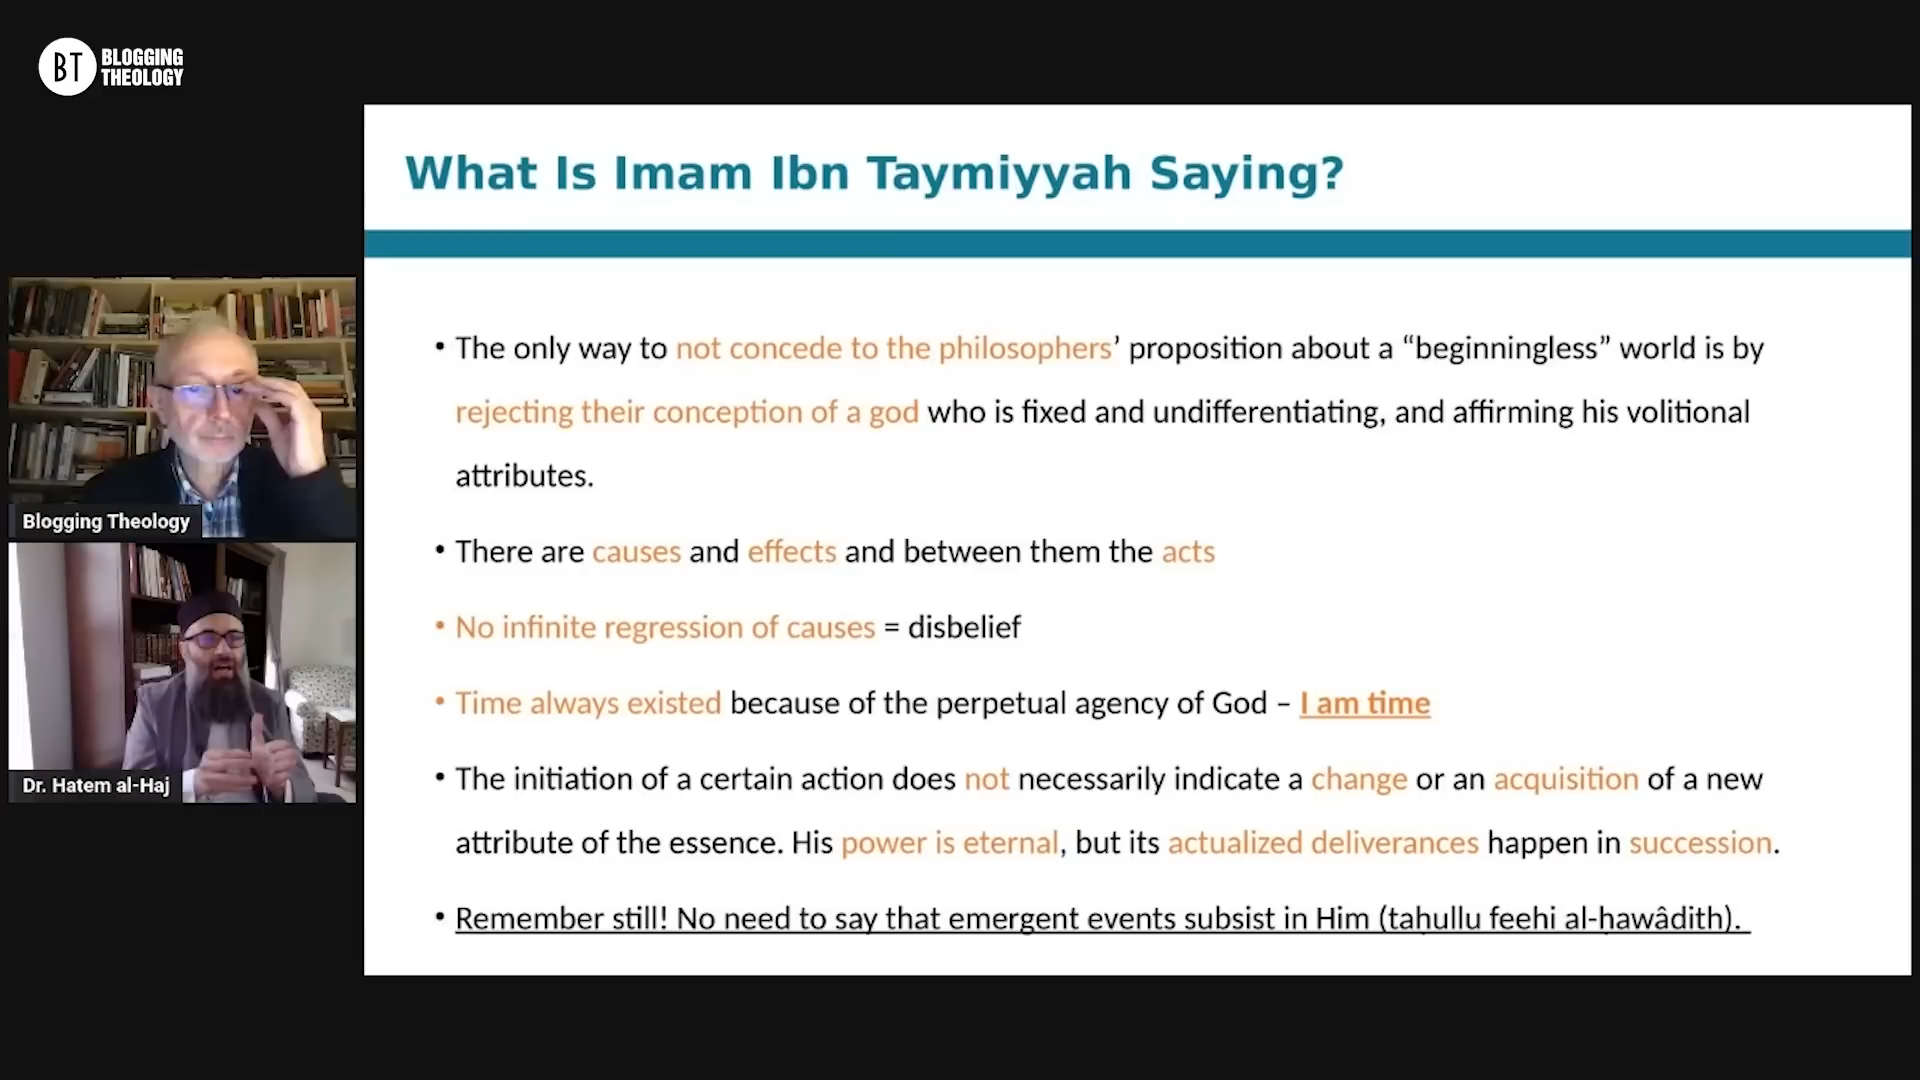 BT BLOGGING
THEOLOGY
What Is Imam Ibn Taymiyyah Saying?
• The only way to not concede to the philosophers’ proposition about a “beginningless” world is by
rejecting their conception of a god who is fixed and undifferentiating, and affirming his volitional
attributes.
• There are causes and effects and between them the acts
• No infinite regression of causes = disbelief
• Time always existed because of the perpetual agency of God – I am time
• The initiation of a certain action does not necessarily indicate a change or an acquisition of a new
attribute of the essence. His power is eternal, but its actualized deliverances happen in succession.
• Remember still! No need to say that emergent events subsist in Him (taḥullu feehi al-ḥawâdith).
Blogging Theology
Dr. Hatem al-Haj